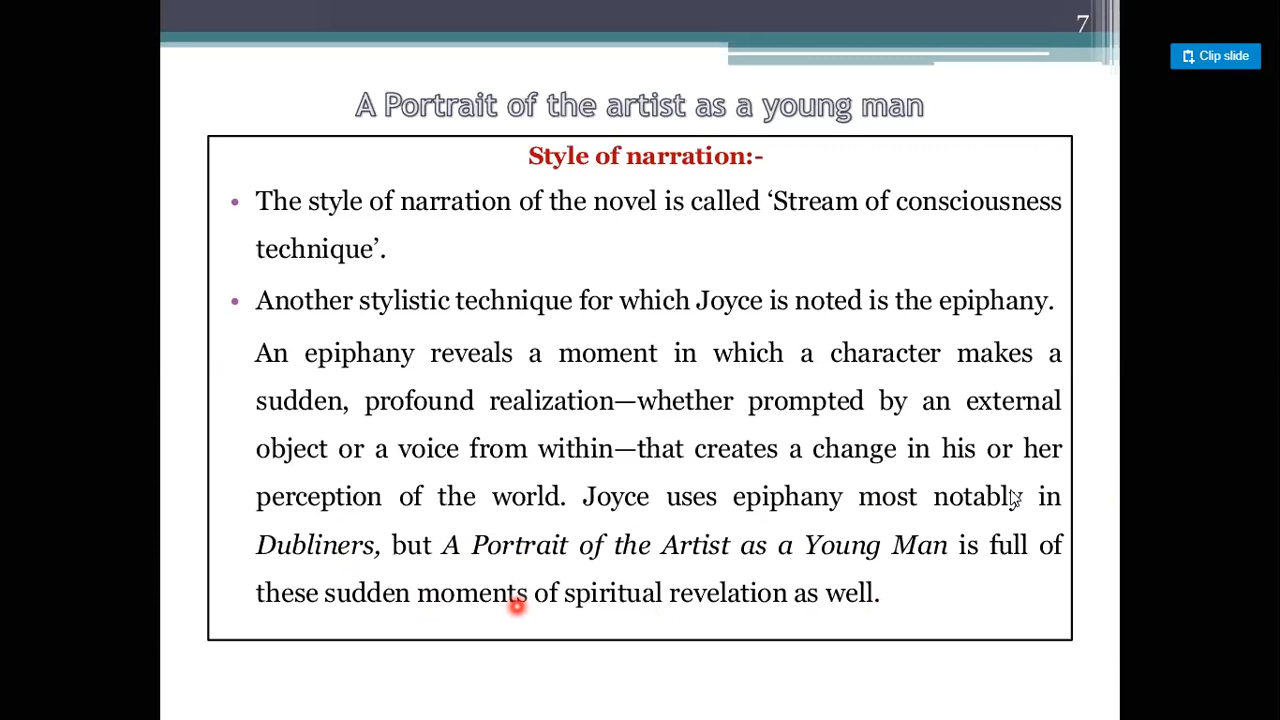 7
Clip slide
A Portrait of the artist as a young man
Style of narration:-
• The style of narration of the novel is called ‘Stream of consciousness
technique’.
• Another stylistic technique for which Joyce is noted is the epiphany.
An epiphany reveals a moment in which a character makes a
sudden, profound realization—whether prompted by an external
object or a voice from within—that creates a change in his or her
perception of the world. Joyce uses epiphany most notably in
Dubliners, but A Portrait of the Artist as a Young Man is full of
these sudden moments of spiritual revelation as well.